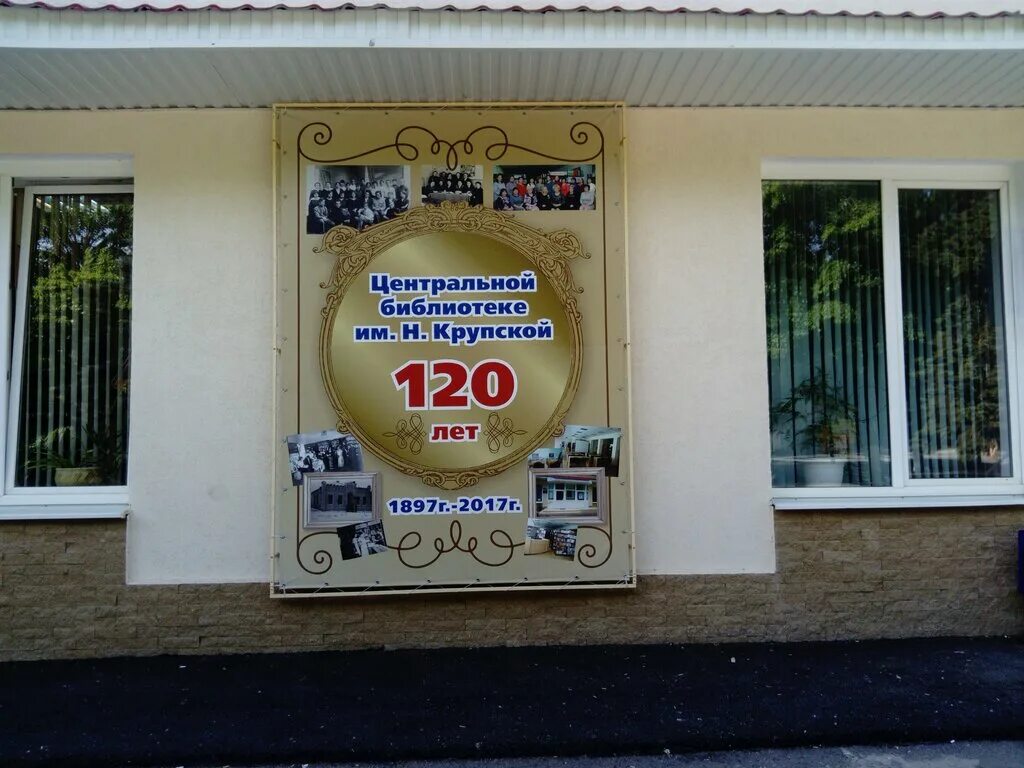 Центральной
библиотеке
им. Н. Крупской
120
лет
1897г.-2017г.